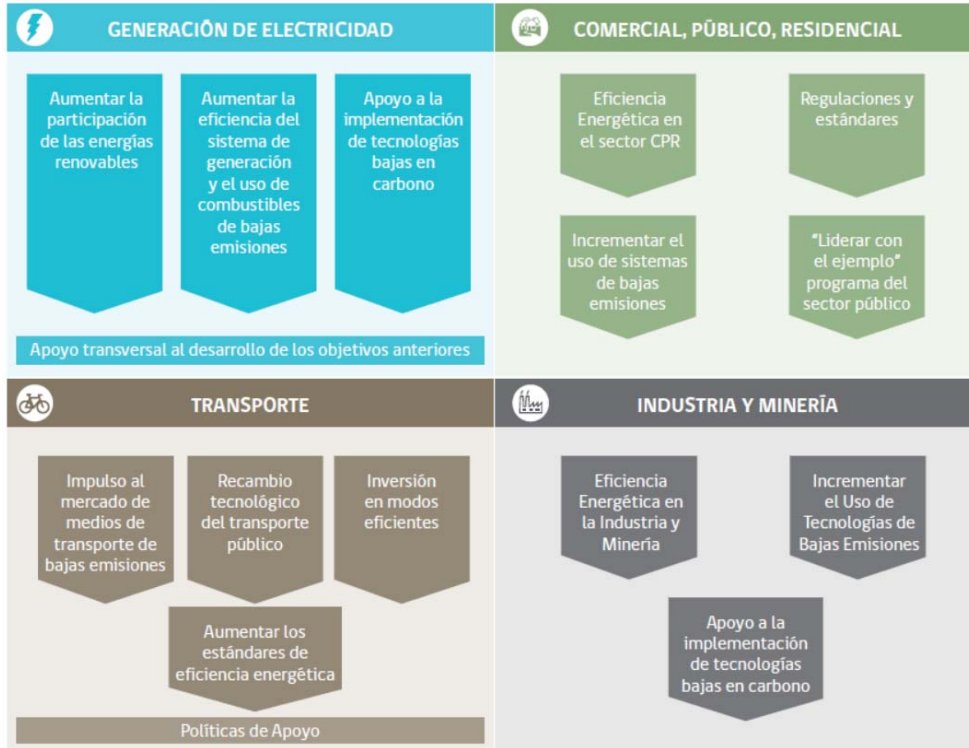 GENERACIÓN DE ELECTRICIDAD
Aumentar la
participación
de las energías
renovables
Aumentar la
eficiencia del
sistema de
generación
y el uso de
combustibles
de bajas
emisiones
Apoyo a la
implementación
de tecnologías
bajas en
carbono
Apoyo transversal al desarrollo de los objetivos anteriores
COMERCIAL, PÚBLICO, RESIDENCIAL
Eficiencia
Energética en
el sector CPR
Regulaciones y
estándares
Incrementar el
uso de sistemas
de bajas
emisiones
"Liderar con
el ejemplo"
programa del
sector público
TRANSPORTE
Impulso al
mercado de
medios de
transporte de
bajas emisiones
Recambio
tecnológico
del transporte
público
Inversión
en modos
eficientes
Aumentar los
estándares de
eficiencia energética
Políticas de Apoyo
INDUSTRIA Y MINERÍA
Eficiencia
Energética en
la Industria y
Minería
Incrementar
el Uso de
Tecnologías de
Bajas Emisiones
Apoyo a la
implementación
de tecnologías
bajas en carbono